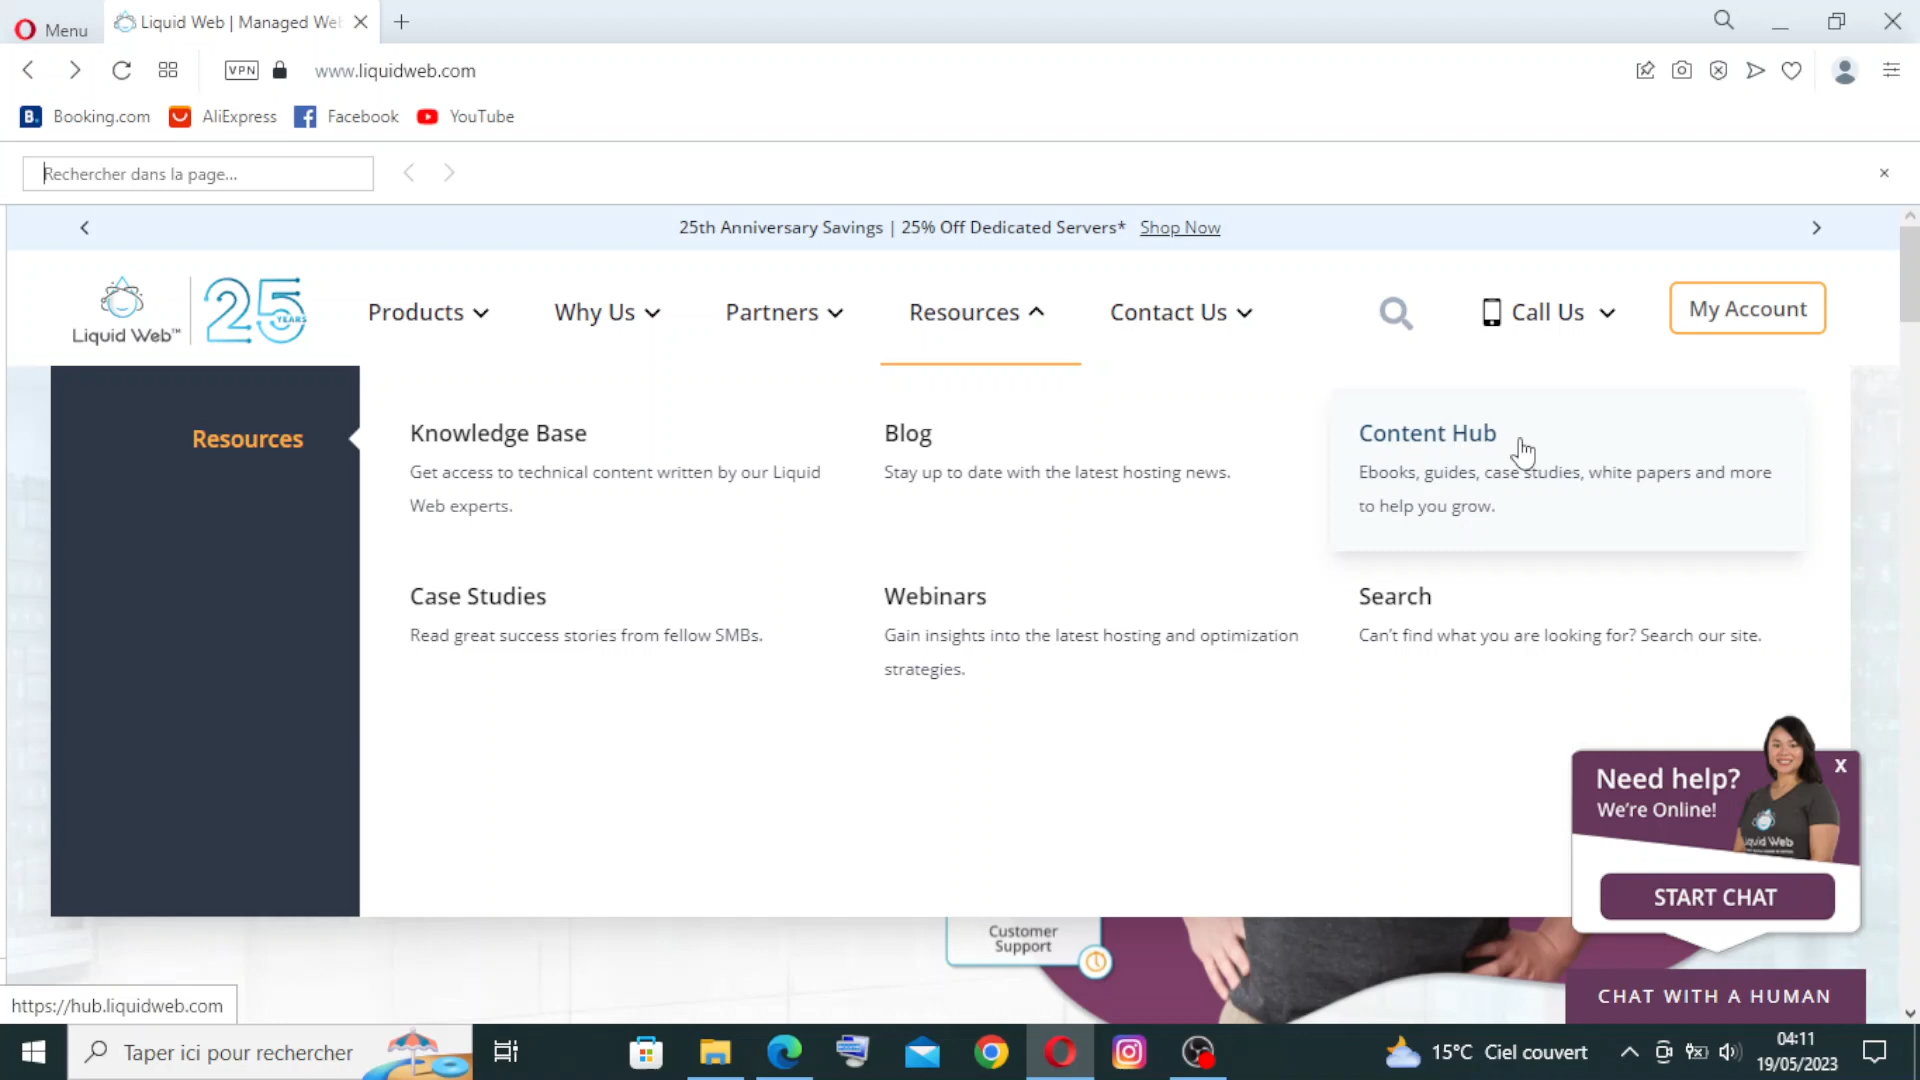 Menu
Liquid Web | Managed Web
VPN
www.liquidweb.com
B.
Booking.com
AliExpress
Facebook
YouTube
Rechercher dans la page...
25th Anniversary Savings | 25% Off Dedicated Servers* Shop Now
Liquid Web™
25 YEARS
Products
Why Us
Partners
Resources
Contact Us
Call Us
My Account
Resources
Knowledge Base
Get access to technical content written by our Liquid
Web experts.
Blog
Stay up to date with the latest hosting news.
Content Hub
Ebooks, guides, case studies, white papers and more
to help you grow.
Case Studies
Read great success stories from fellow SMBs.
Webinars
Gain insights into the latest hosting and optimization
strategies.
Search
Can't find what you are looking for? Search our site.
Need help?
We're Online!
X
Liquid Web
START CHAT
Customer
Support
CHAT WITH A HUMAN
https://hub.liquidweb.com
Taper ici pour rechercher
15°C Ciel couvert
04:11
19/05/2023